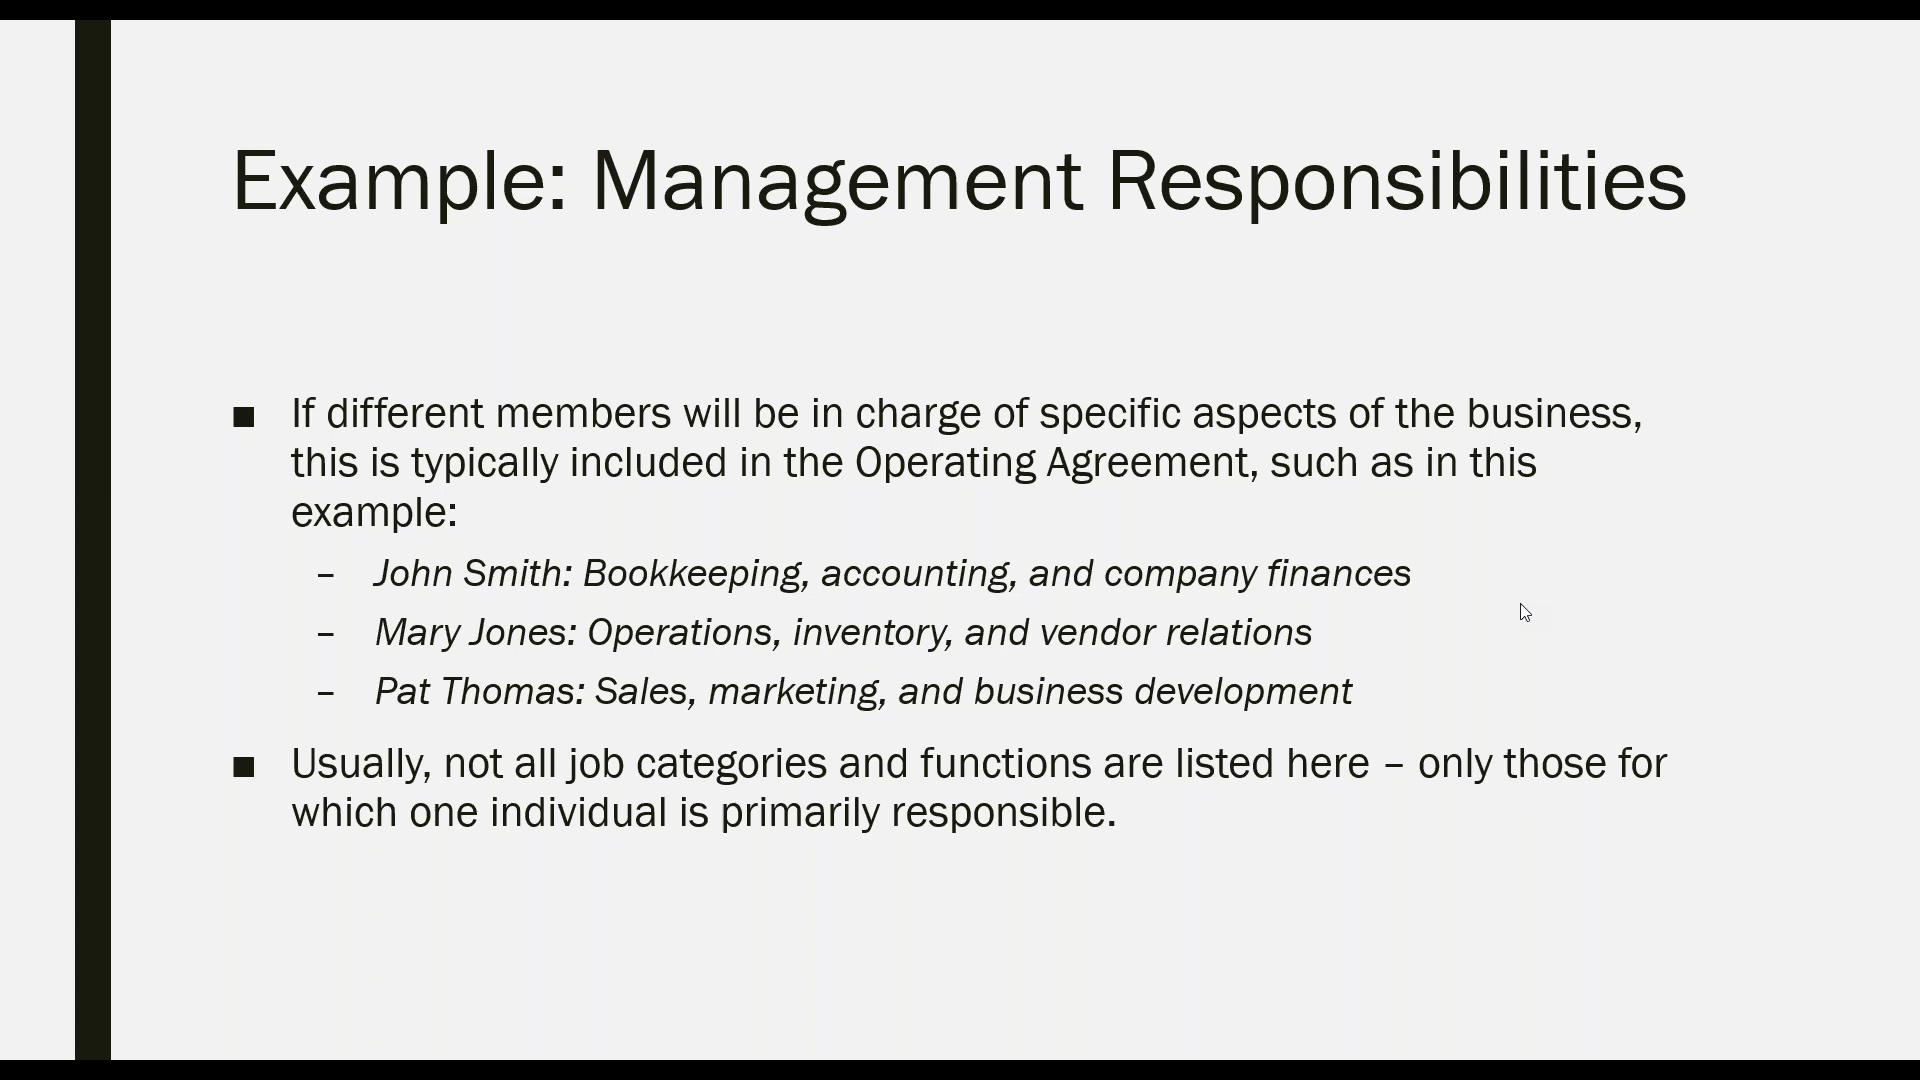 Example: Management Responsibilities
■ If different members will be in charge of specific aspects of the business,
this is typically included in the Operating Agreement, such as in this
example:
– John Smith: Bookkeeping, accounting, and company finances
– Mary Jones: Operations, inventory, and vendor relations
– Pat Thomas: Sales, marketing, and business development
■ Usually, not all job categories and functions are listed here – only those for
which one individual is primarily responsible.